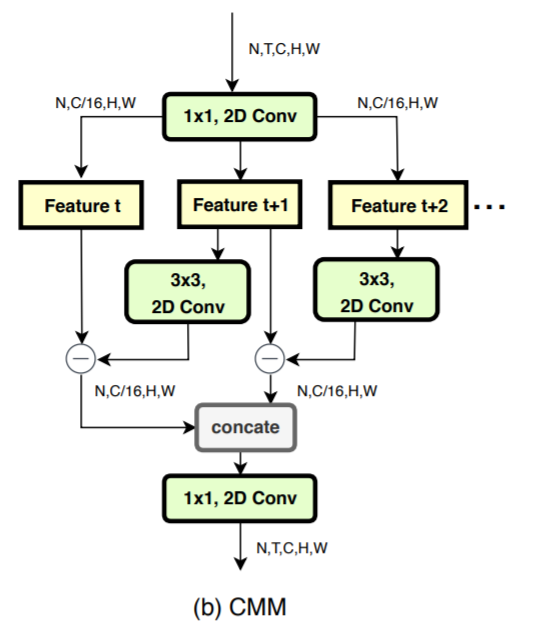 N,T,C,H,W
N,C/16,H,W
1x1, 2D Conv
N,C/16,H,W
Feature t
Feature t+1
Feature t+2
...
3x3,
2D Conv
3x3,
2D Conv
—
—
N,C/16,H,W
N,C/16,H,W
concate
1x1, 2D Conv
N,T,C,H,W
(b) CMM